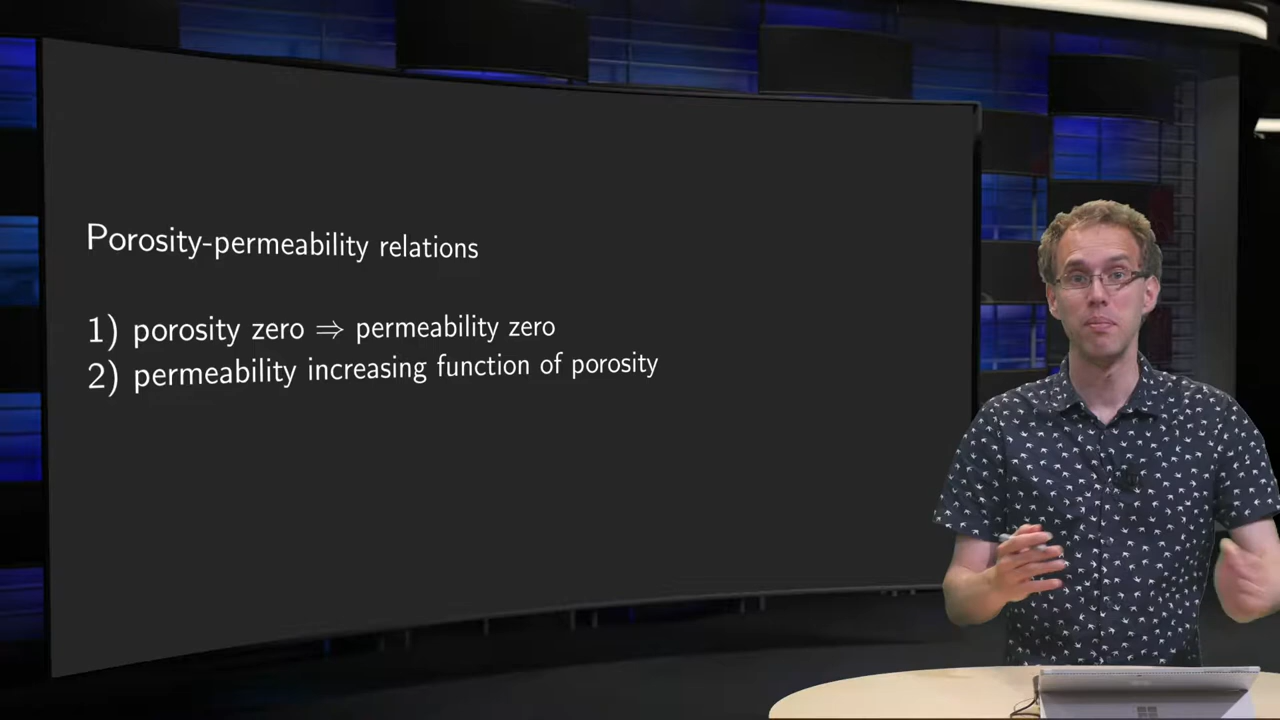 Porosity-permeability relations
1) porosity zero ⇒ permeability zero
2) permeability increasing function of porosity